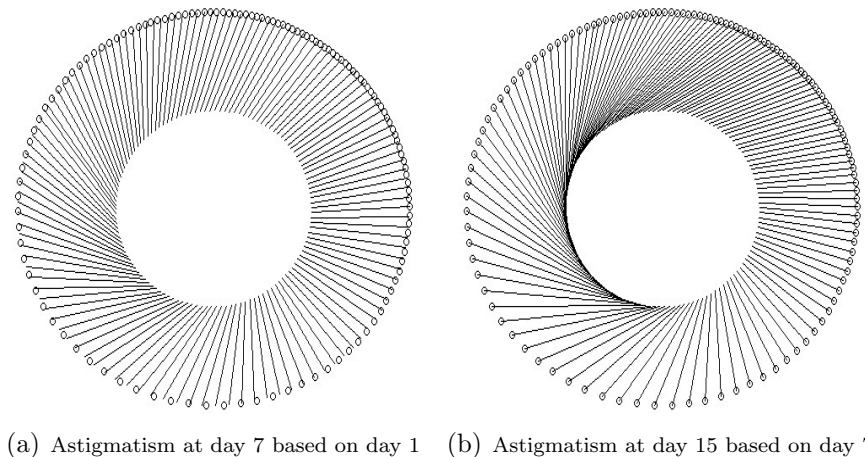 (a) Astigmatism at day 7 based on day 1
(b) Astigmatism at day 15 based on day